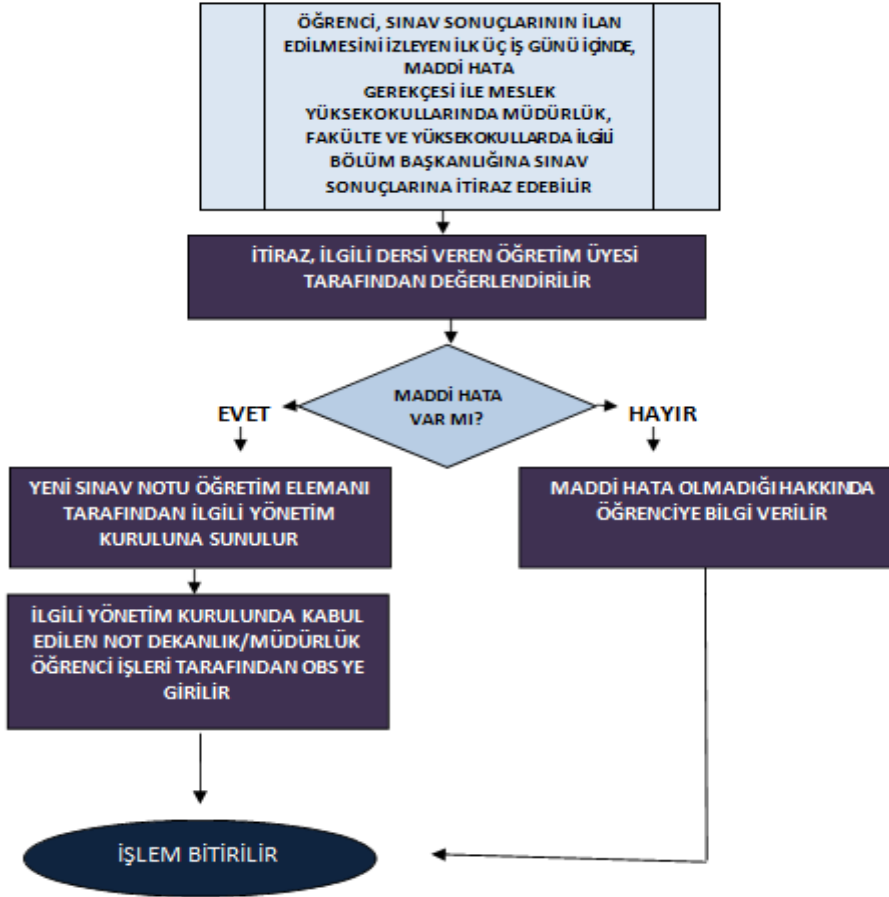 ÖĞRENCİ, SINAV SONUÇLARININ İLAN
EDİLMESİNİ İZLEYEN İLK ÜÇ İŞ GÜNÜ İÇİNDE,
MADDİ HATA
GEREKÇESİ İLE MESLEK
YÜKSEKOKULLARINDA MÜDÜRLÜK,
FAKÜLTE VE YÜKSEKOKULLARDA İLGİLİ
BÖLÜM BAŞKANLIĞINA SINAV
SONUÇLARINA İTİRAZ EDEBİLİR
İTİRAZ, İLGİLİ DERSİ VEREN ÖĞRETİM ÜYESİ
TARAFINDAN DEĞERLENDİRİLİR
MADDİ HATA
VAR MI?
EVET
HAYIR
YENİ SINAV NOTU ÖĞRETİM ELEMANI
TARAFINDAN İLGİLİ YÖNETİM
KURULUNA SUNULUR
MADDİ HATA OLMADIĞI HAKKINDA
ÖĞRENCİYE BİLGİ VERİLİR
İLGİLİ YÖNETİM KURULUNDA KABUL
EDİLEN NOT DEKANLIK/MÜDÜRLÜK
ÖĞRENCİ İŞLERİ TARAFINDAN OBS YE
GİRİLİR
İŞLEM BİTİRİLİR